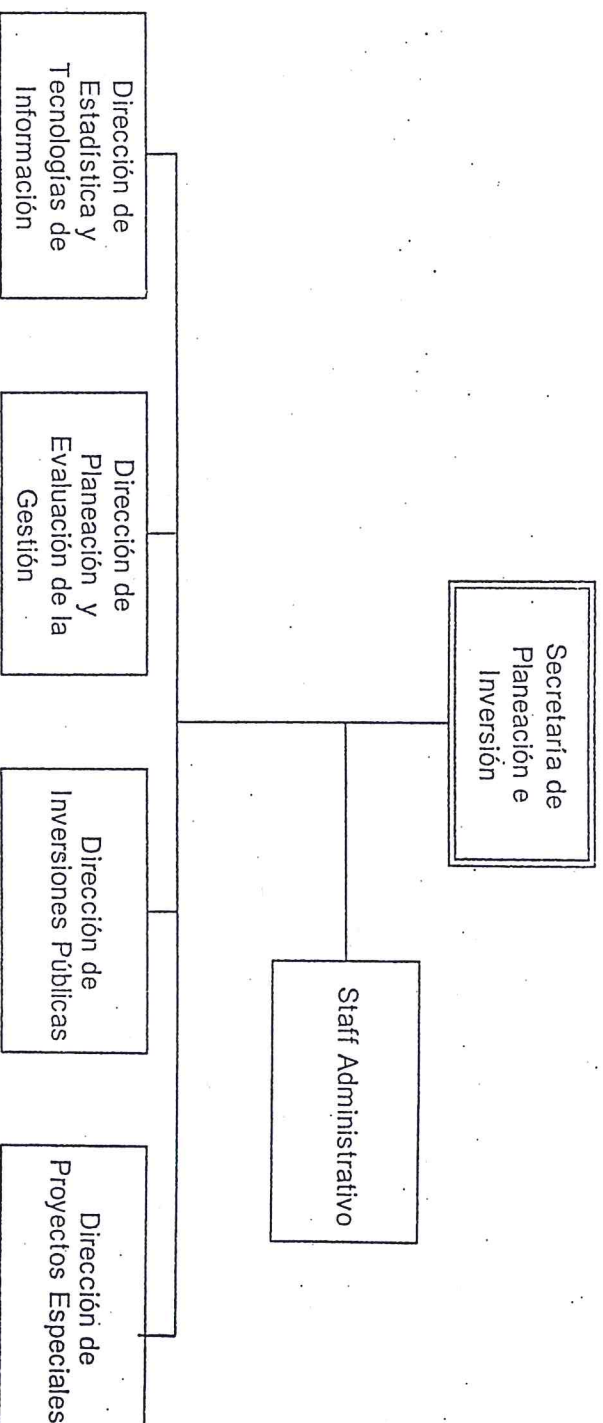 Secretaría de
Planeación e
Inversión
Staff Administrativo
Dirección de
Estadística y
Tecnologías de
Información
Dirección de
Planeación y
Evaluación de la
Gestión
Dirección de
Inversiones Públicas
Dirección de
Proyectos Especiales